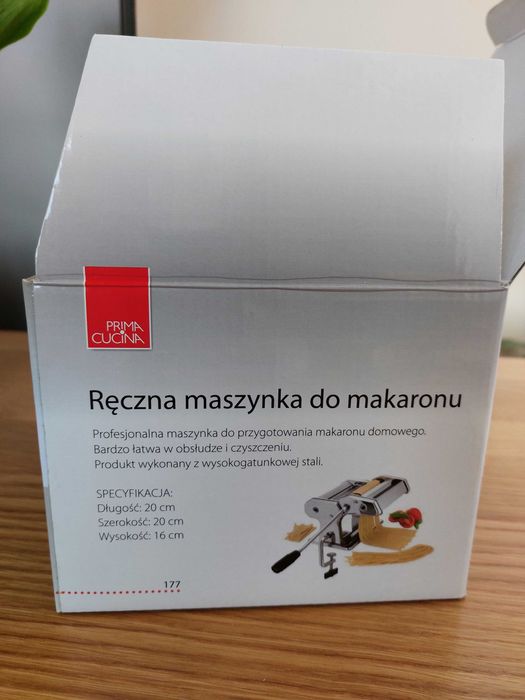 PRIMA
CUCINA
Ręczna maszynka do makaronu
Profesjonalna maszynka do przygotowania makaronu domowego.
Bardzo łatwa w obsłudze i czyszczeniu.
Produkt wykonany z wysokogatunkowej stali.
SPECYFIKACJA:
Długość: 20 cm
Szerokość: 20 cm
Wysokość: 16 cm
177